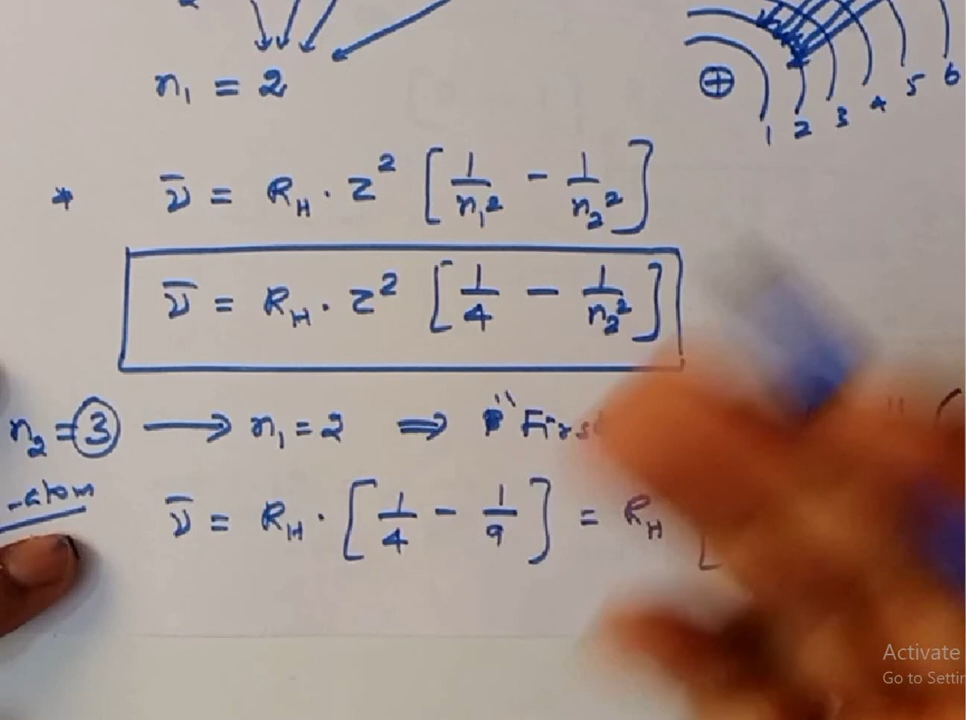 n₁ = 2
⊕ 1 2 3 4 5 6
* ν̄ = R_H . Z² [1/n₁² - 1/n₂²]
ν̄ = R_H . Z² [1/4 - 1/n₂²]
n₂ = 3 ⟶ n₁ = 2 ⇒ " Firs
-atom
ν̄ = R_H . [1/4 - 1/9] = R_H [
Activate
Go to Settin